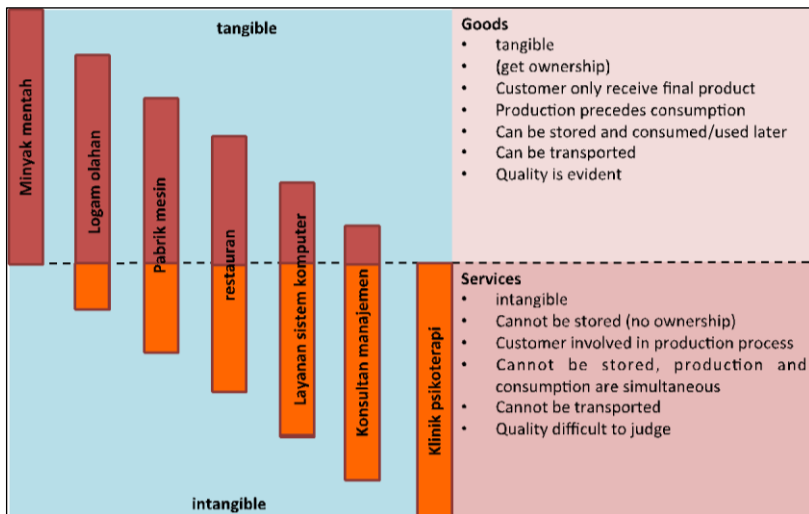 tangible
Minyak mentah
Logam olahan
Pabrik mesin
restauran
Layanan sistem komputer
Konsultan manajemen
Klinik psikoterapi
intangible
Goods
• tangible
• (get ownership)
• Customer only receive final product
• Production precedes consumption
• Can be stored and consumed/used later
• Can be transported
• Quality is evident
Services
• intangible
• Cannot be stored (no ownership)
• Customer involved in production process
• Cannot be stored, production and
consumption are simultaneous
• Cannot be transported
• Quality difficult to judge